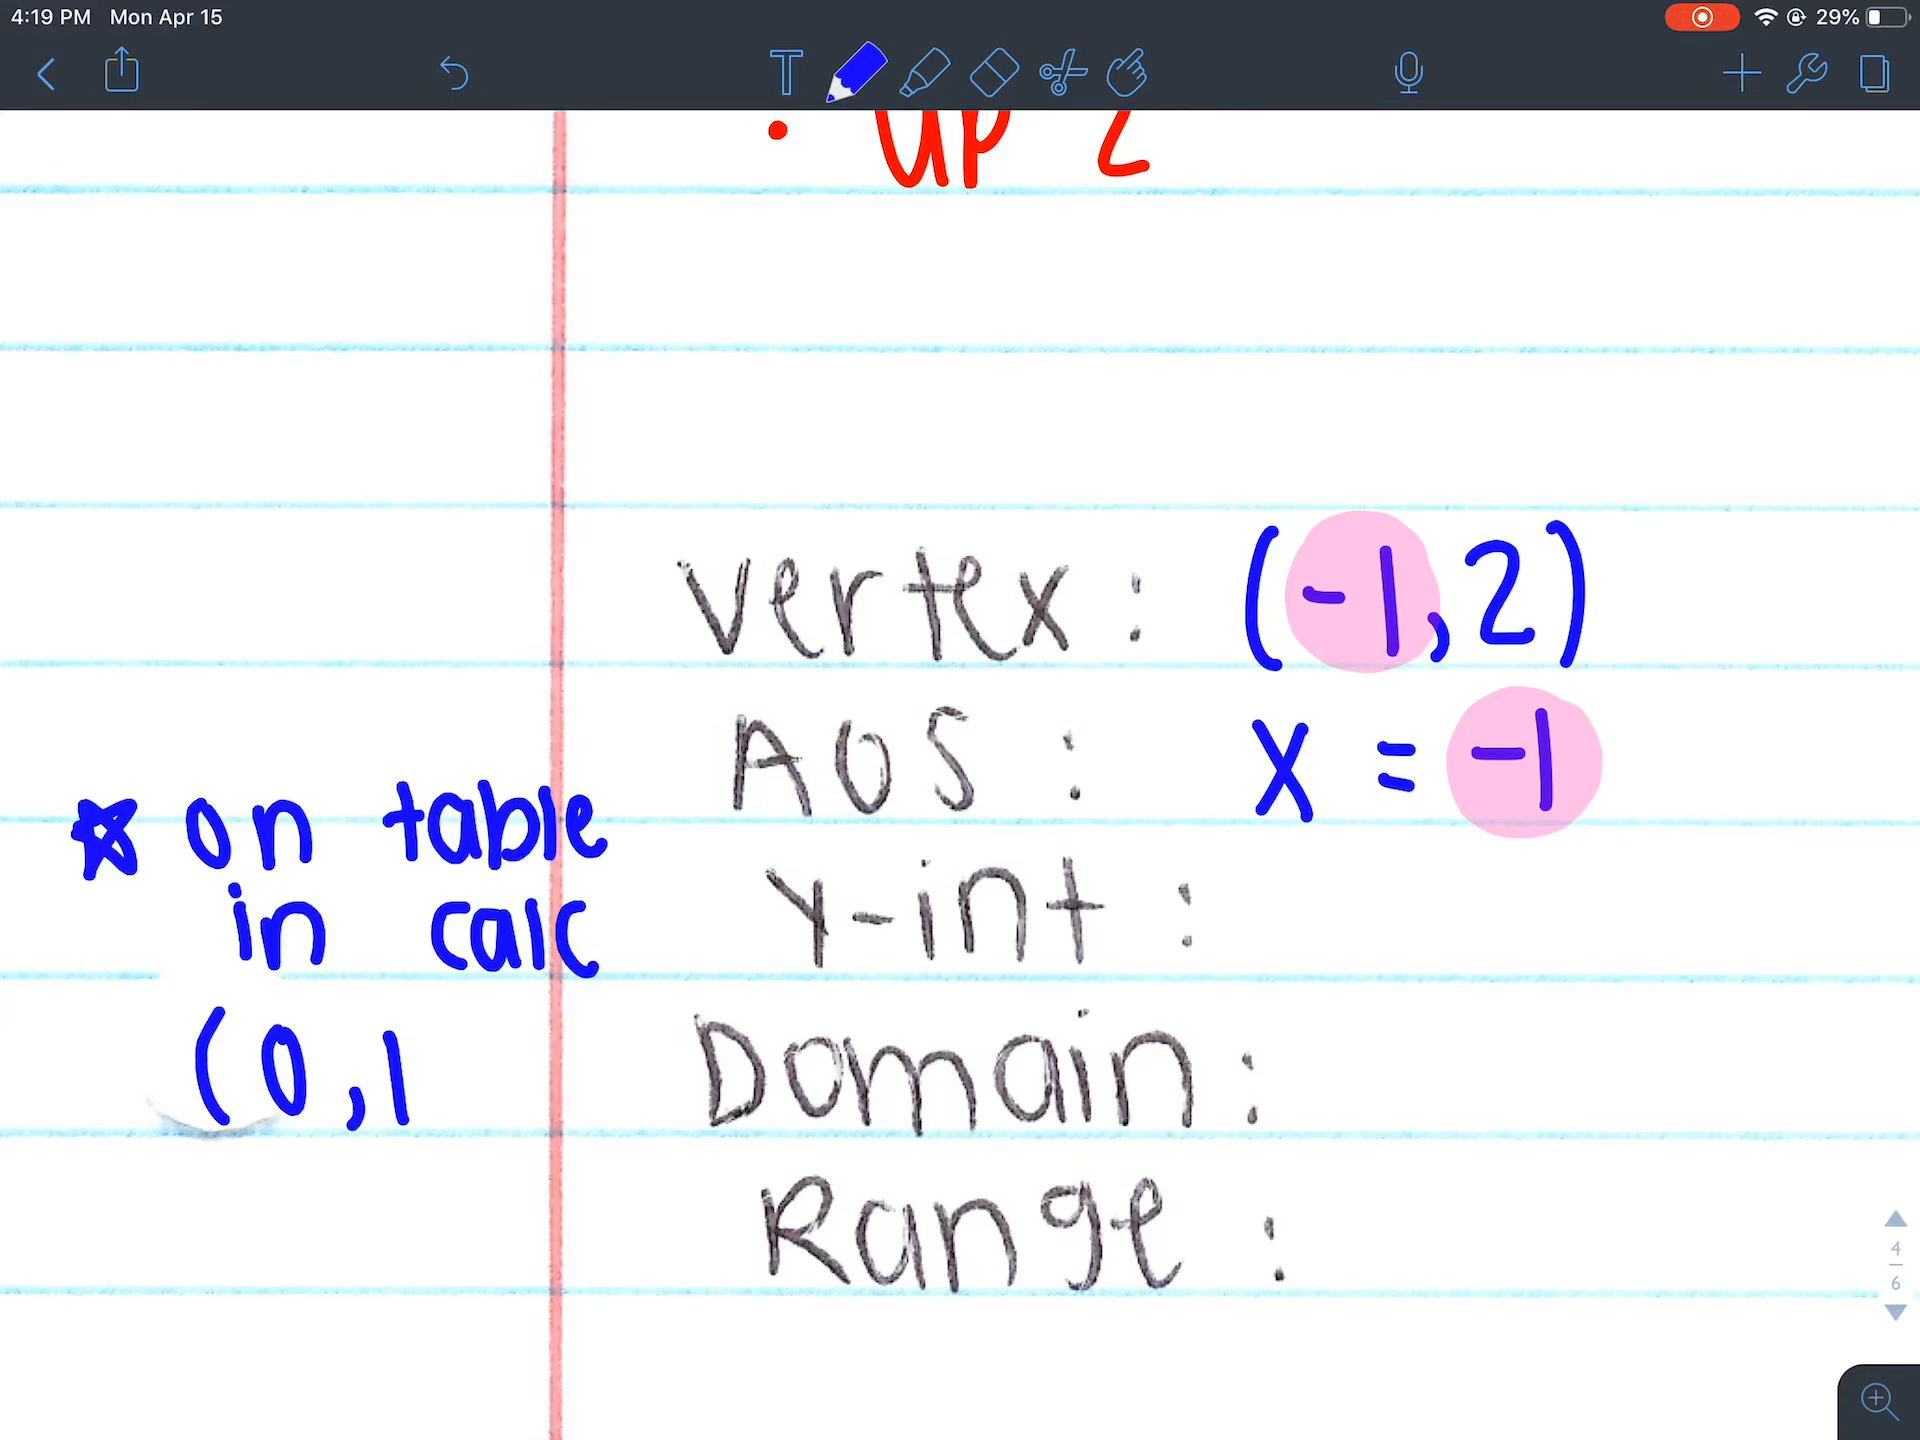 4:19 PM Mon Apr 15 29%
T
• up 2
vertex: (-1,2)
AOS: x = -1
☆ on table
in calc
Y-int:
(0,1
Domain:
Range:
4
6